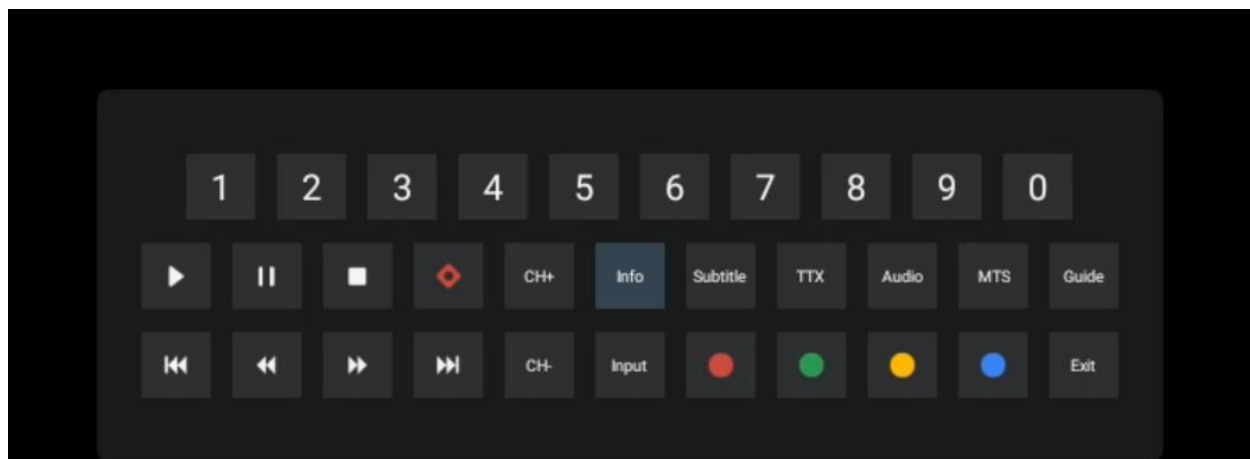 1 2 3 4 5 6 7 8 9 0
CH+ Info Subtitle TTX Audio MTS Guide
CH- Input Exit